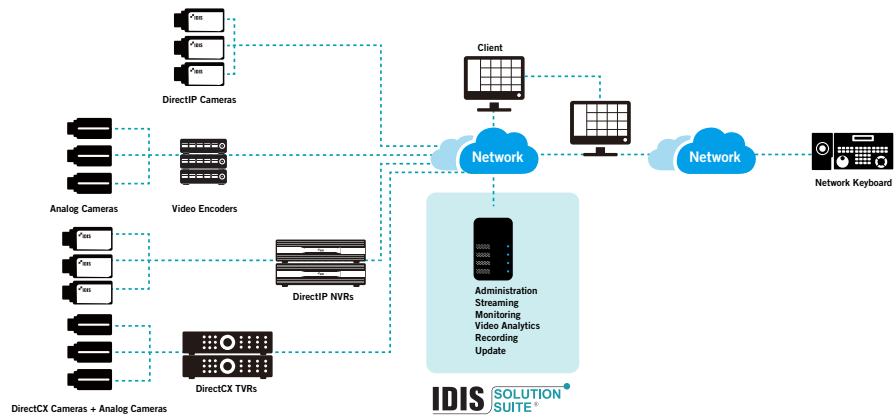 IDIS
IDIS
IDIS
DirectIP Cameras
Client
Network
Network
Network Keyboard
Analog Cameras
Video Encoders
IDIS
IDIS
IDIS
DirectIP NVRs
Administration
Streaming
Monitoring
Video Analytics
Recording
Update
DirectCX TVRs
DirectCX Cameras + Analog Cameras
IDIS SOLUTION
SUITE®